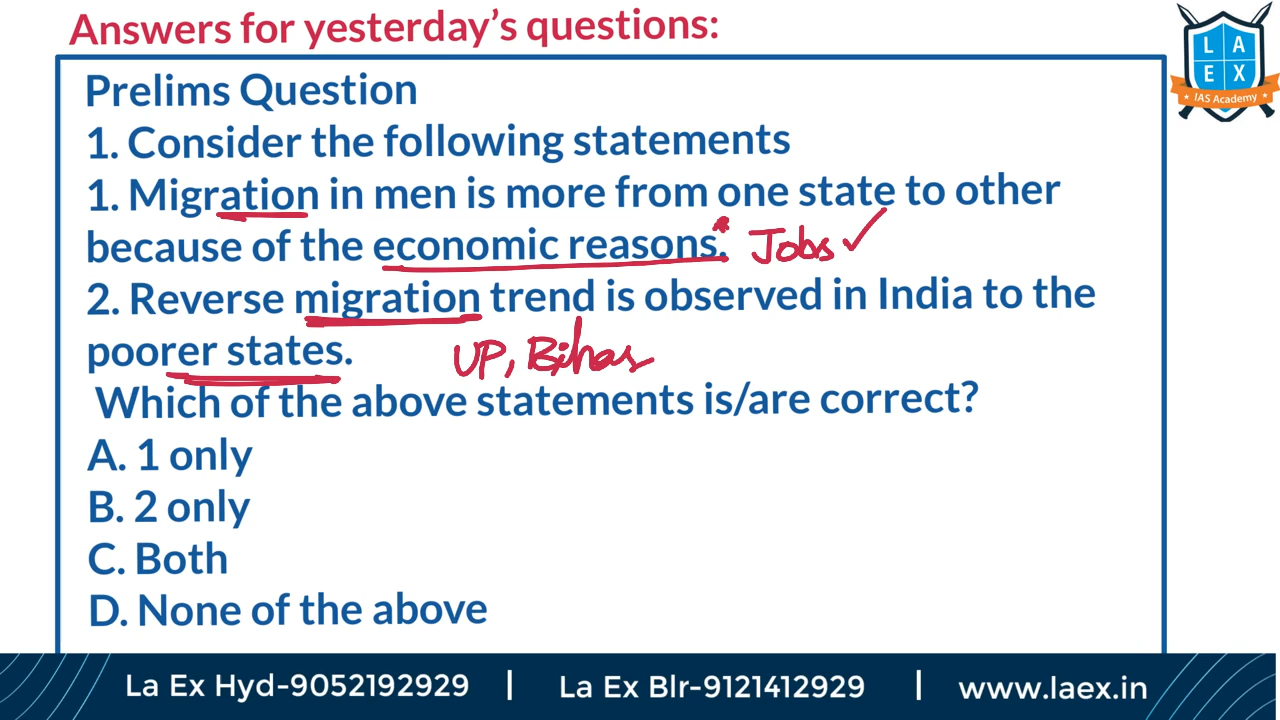 Answers for yesterday's questions:
L A
E X
IAS Academy
Prelims Question
1. Consider the following statements
1. Migration in men is more from one state to other
because of the economic reasons. Jobs ✓
2. Reverse migration trend is observed in India to the
poorer states. UP, Bihar
Which of the above statements is/are correct?
A. 1 only
B. 2 only
C. Both
D. None of the above
La Ex Hyd-9052192929 | La Ex Blr-9121412929 | www.laex.in